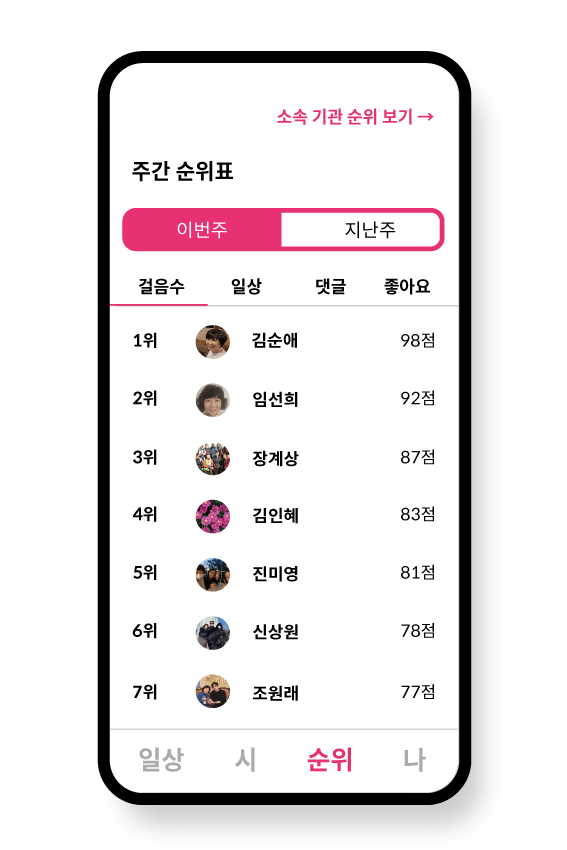 소속 기관 순위 보기 →
주간 순위표
이번주 지난주
걸음수 일상 댓글 좋아요
1위 김순애 98점
2위 임선희 92점
3위 장계상 87점
4위 김인혜 83점
5위 진미영 81점
6위 신상원 78점
7위 조원래 77점
일상 시 순위 나